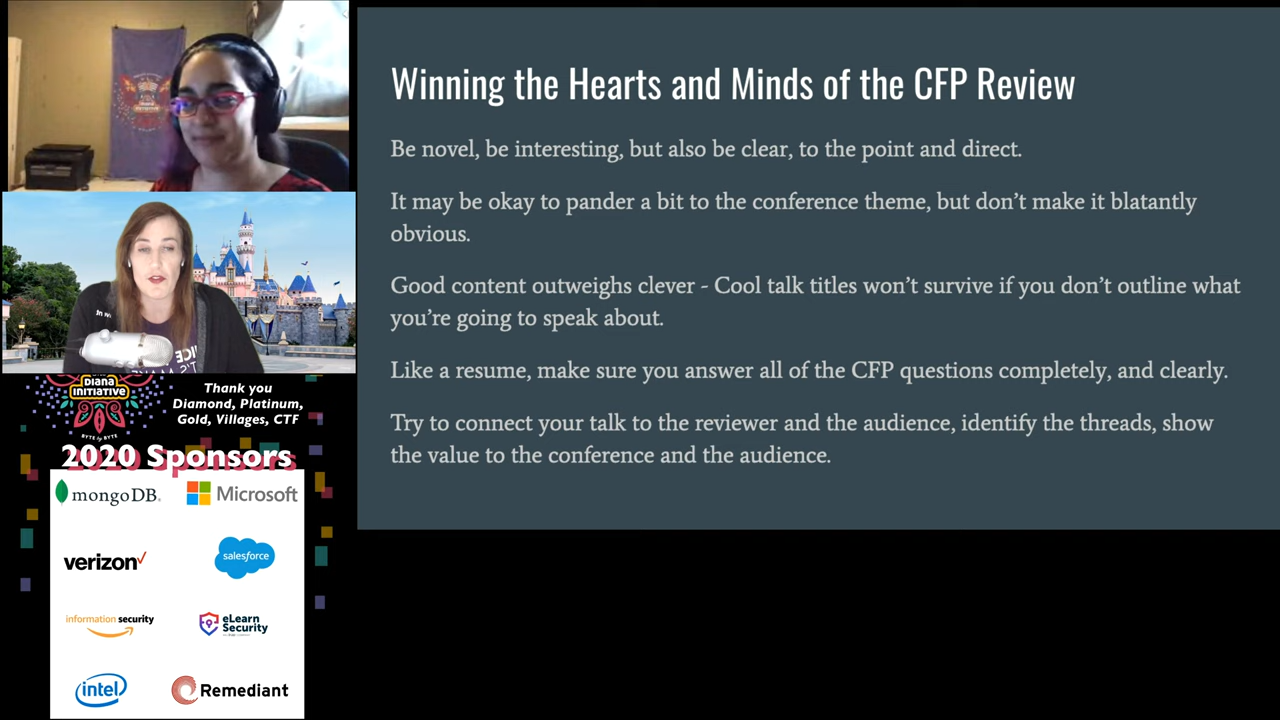 Winning the Hearts and Minds of the CFP Review
Be novel, be interesting, but also be clear, to the point and direct.
It may be okay to pander a bit to the conference theme, but don’t make it blatantly
obvious.
Good content outweighs clever - Cool talk titles won’t survive if you don’t outline what
you’re going to speak about.
Like a resume, make sure you answer all of the CFP questions completely, and clearly.
Try to connect your talk to the reviewer and the audience, identify the threads, show
the value to the conference and the audience.
DIANA
INITIATIVE
BYTE by BYTE
Thank you
Diamond, Platinum,
Gold, Villages, CTF
2020 Sponsors
mongoDB.
Microsoft
verizon
salesforce
information security
eLearn
Security
intel
Remediant